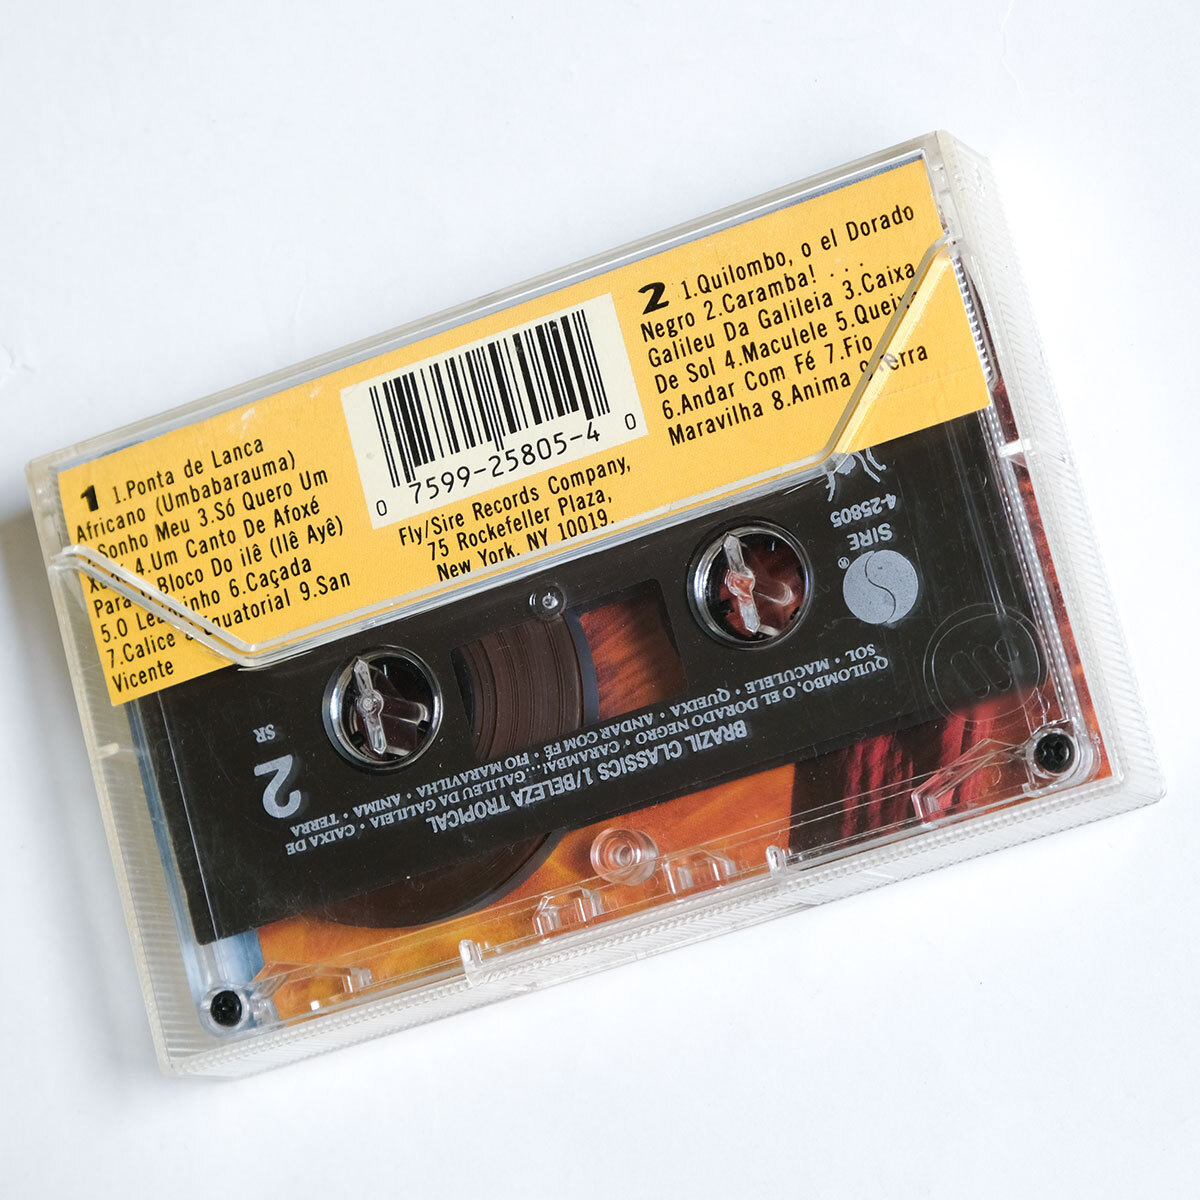 1 1.Ponta de Lanca
Africano (Umbabarauma)
Sonho Meu 3.Só Quero Um
4.Um Canto De Afoxé
Para Bloco Do ilê (Ilê Ayê)
5.O 6.Caçada
7.Calice 9.San
Vicente
0 7599-25805-4 0
Fly/Sire Records Company,
75 Rockefeller Plaza,
New York. NY 10019.
2 1.Quilombo, o el Dorado
Negro 2.Caramba! . . .
Galileu Da Galileia 3.Caixa
De Sol 4.Maculele 5.Queixa
6.Andar Com Fé 7.Fio
Maravilha 8.Anima 9.Terra
4-25805
SIRE
®
BRAZIL CLASSICS 1/BELEZA TROPICAL
QUILOMBO, O EL DORADO NEGRO • CARAMBA!...GALILEU DA GALILEIA • CAIXA DE
SOL • MACULELE • QUEIXA • ANDAR COM FÉ • FIO MARAVILHA • ANIMA • TERRA
2
SR